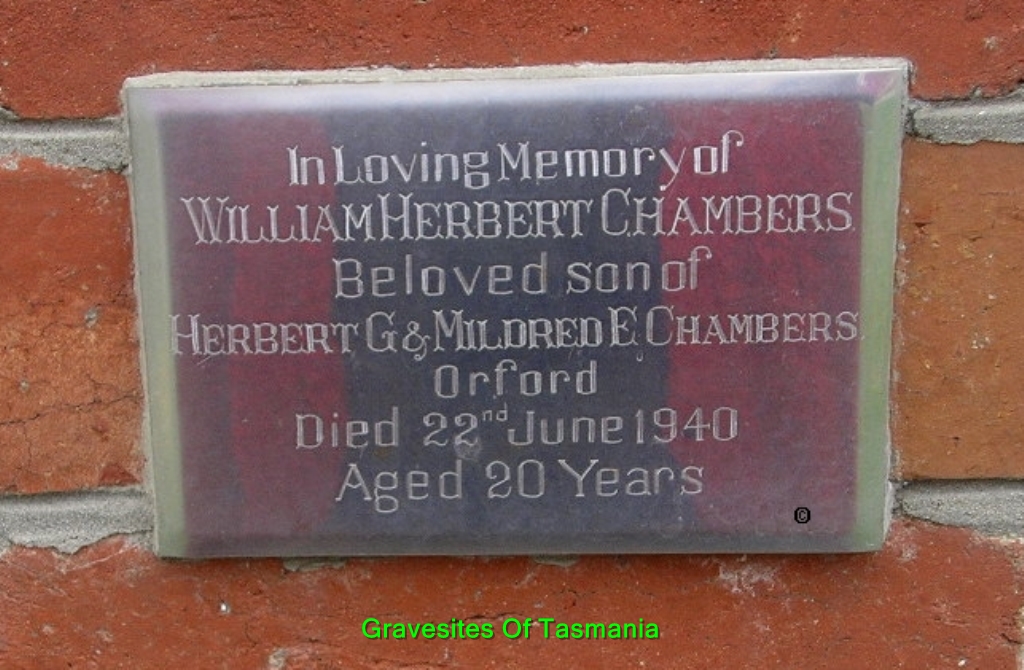 In Loving Memory of
WILLIAM HERBERT CHAMBERS
Beloved son of
HERBERT G & MILDRED E CHAMBERS
Orford
Died 22nd June 1940
Aged 20 Years
©
Gravesites Of Tasmania